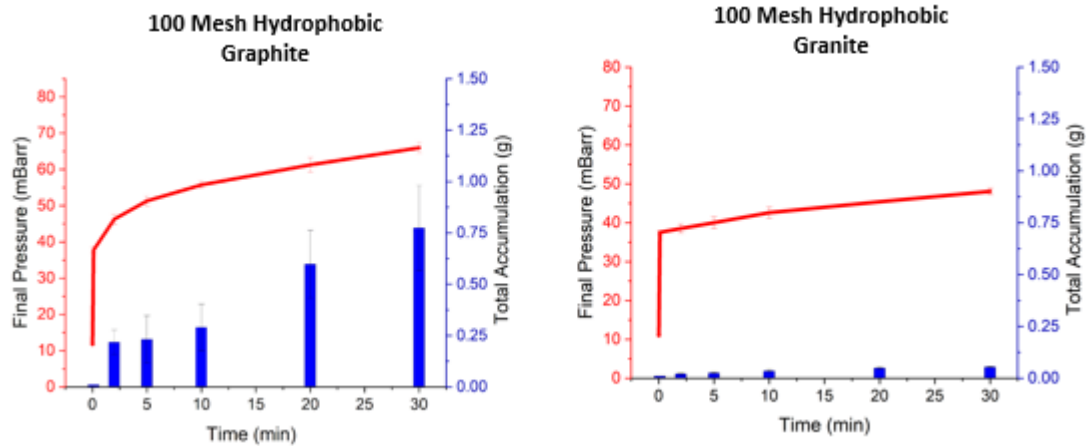 100 Mesh Hydrophobic
Graphite
80
70
60
50
40
30
20
10
0
Final Pressure (mBarr)
1.50
1.25
1.00
0.75
0.50
0.25
0.00
Total Accumulation (g)
0 5 10 15 20 25 30
Time (min)
100 Mesh Hydrophobic
Granite
80
70
60
50
40
30
20
10
0
Final Pressure (mBarr)
1.50
1.25
1.00
0.75
0.50
0.25
0.00
Total Accumulation (g)
0 5 10 15 20 25 30
Time (min)